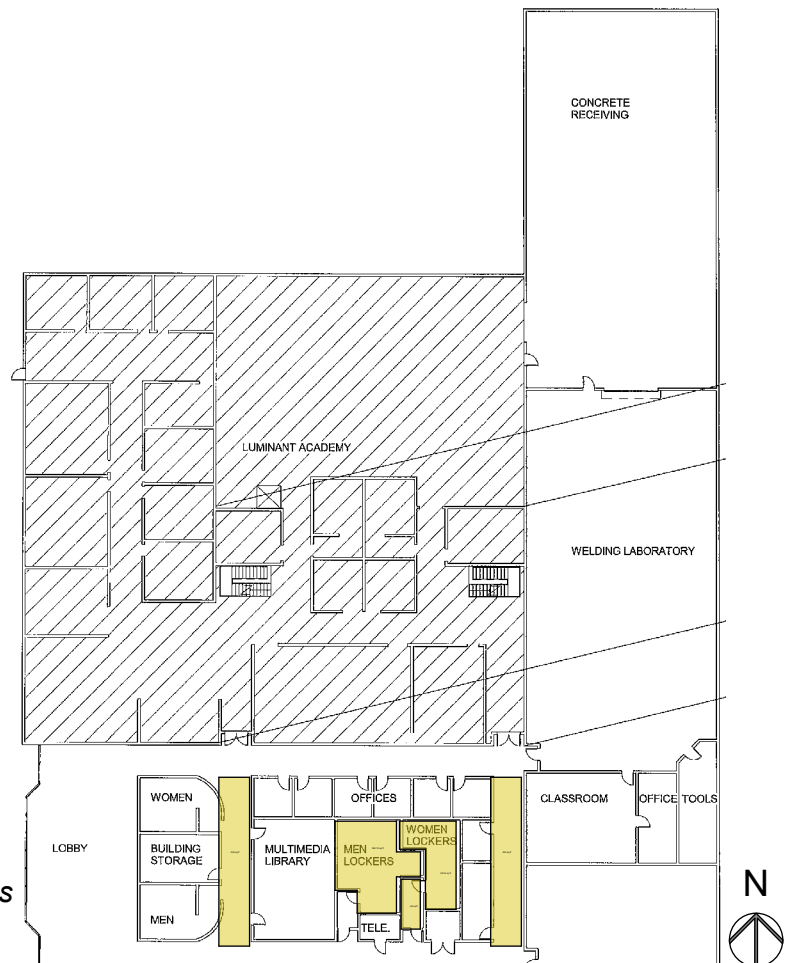 CONCRETE
RECEIVING
LUMINANT ACADEMY
WELDING LABORATORY
WOMEN
OFFICES
CLASSROOM
OFFICE
TOOLS
LOBBY
BUILDING
STORAGE
MULTIMEDIA
LIBRARY
MEN
LOCKERS
WOMEN
LOCKERS
MEN
TELE.
s
N